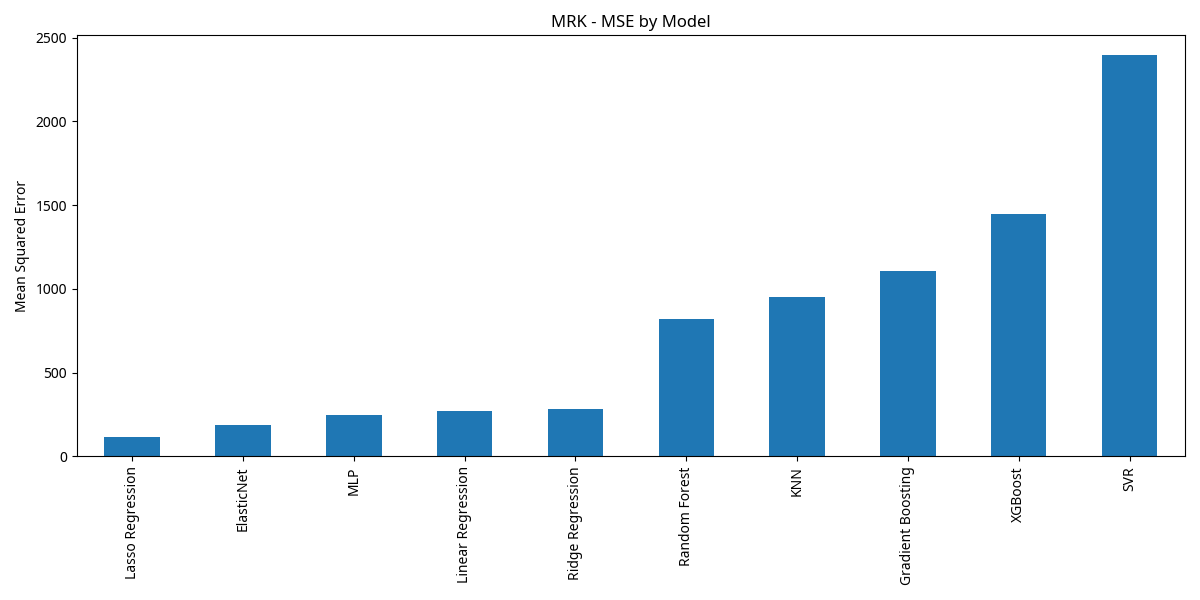 MRK - MSE by Model
Mean Squared Error
2500
2000
1500
1000
500
0
Lasso Regression
ElasticNet
MLP
Linear Regression
Ridge Regression
Random Forest
KNN
Gradient Boosting
XGBoost
SVR